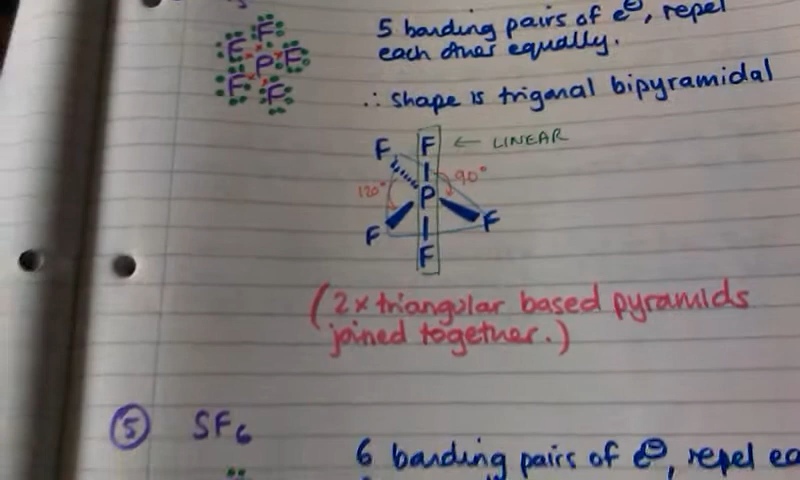 5 bonding pairs of e⊖, repel
each other equally.
∴ shape is trigonal bipyramidal
F
F P F
F F
F F ← LINEAR
120° 90°
P
F F
F
(2 x triangular based pyramids
joined together.)
⑤ SF6
6 bonding pairs of e⊖, repel ea